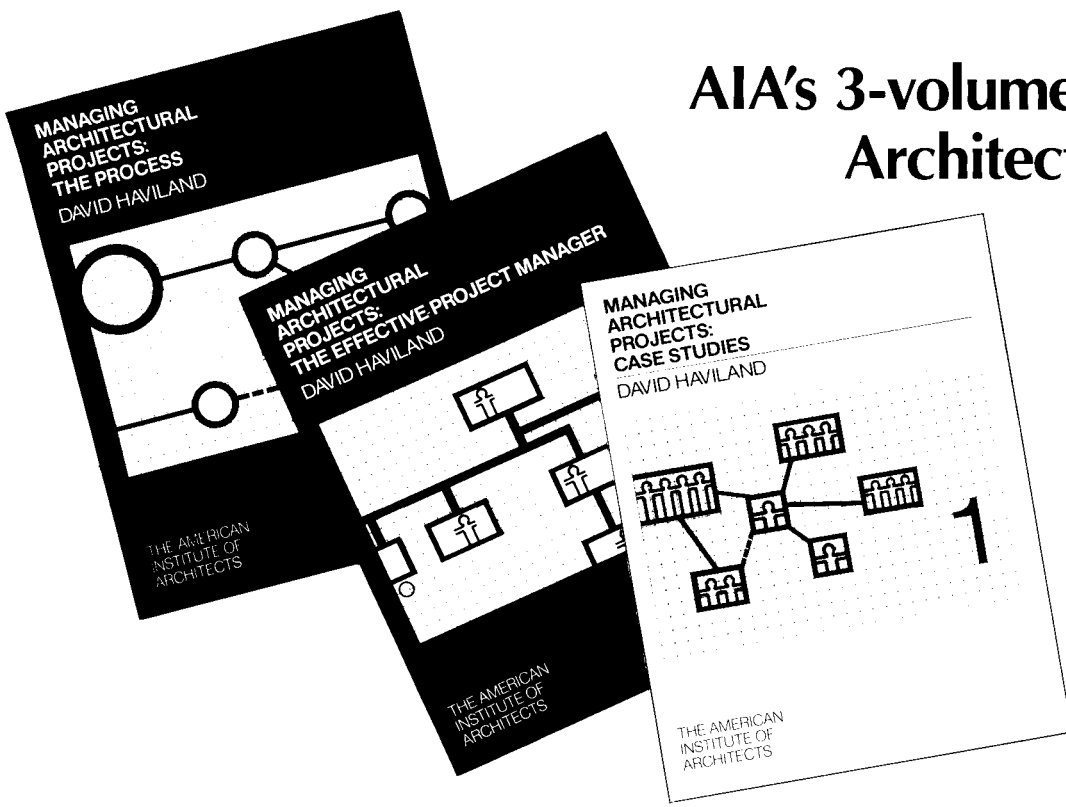 AIA's 3-volume
Architect
MANAGING
ARCHITECTURAL
PROJECTS:
THE PROCESS
DAVID HAVILAND
THE AMERICAN
INSTITUTE OF
ARCHITECTS
MANAGING
ARCHITECTURAL
PROJECTS:
THE EFFECTIVE PROJECT MANAGER
DAVID HAVILAND
THE AMERICAN
INSTITUTE OF
ARCHITECTS
MANAGING
ARCHITECTURAL
PROJECTS:
CASE STUDIES
DAVID HAVILAND
1
THE AMERICAN
INSTITUTE OF
ARCHITECTS